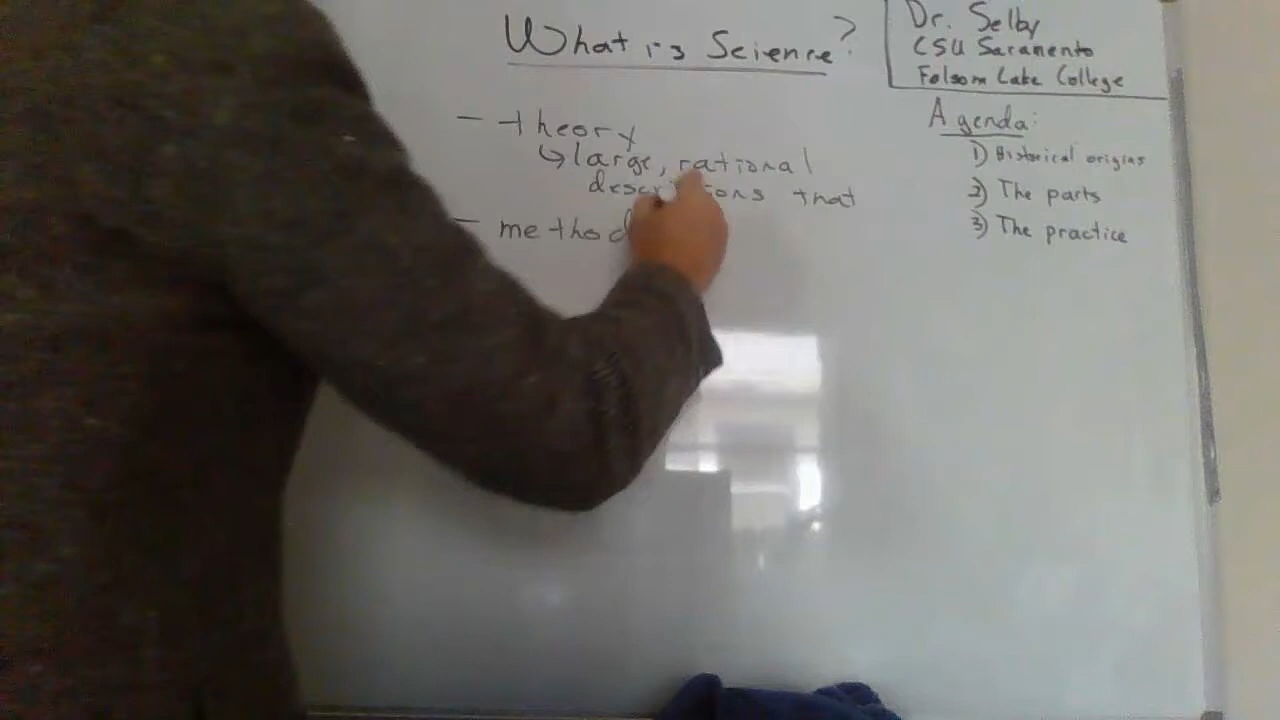 What is Science?
- theory
↳ large, rational
descriptions that
- method
Dr. Selby
CSU Saramento
Folsom Lake College
Agenda:
1) Historical origins
2) The parts
3) The practice